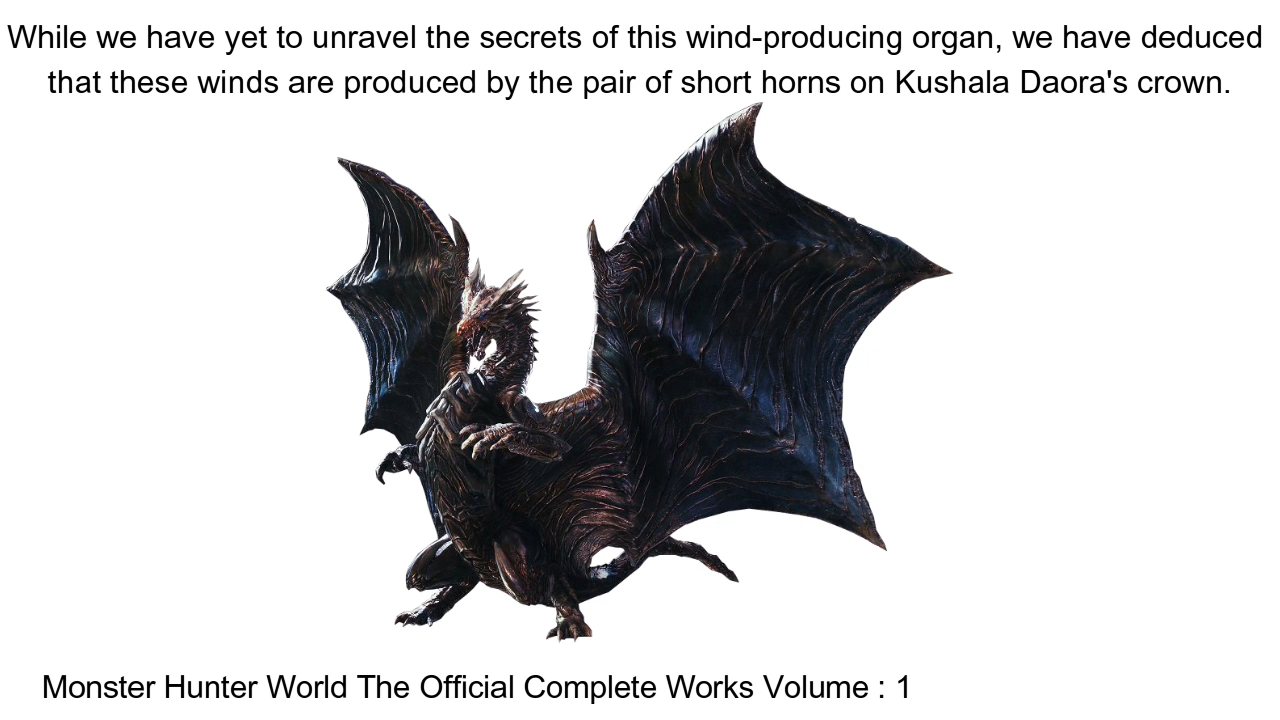 While we have yet to unravel the secrets of this wind-producing organ, we have deduced
that these winds are produced by the pair of short horns on Kushala Daora's crown.
Monster Hunter World The Official Complete Works Volume : 1